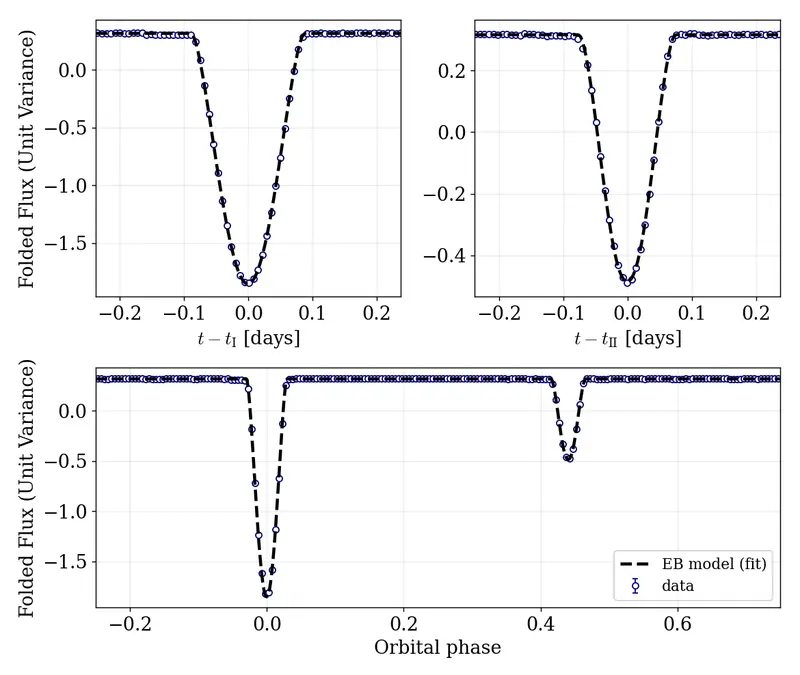 Folded Flux (Unit Variance)
0.0
−0.5
−1.0
−1.5
−0.2 −0.1 0.0 0.1 0.2
t − tI [days]
0.2
0.0
−0.2
−0.4
−0.2 −0.1 0.0 0.1 0.2
t − tII [days]
Folded Flux (Unit Variance)
0.0
−0.5
−1.0
−1.5
EB model (fit)
data
−0.2 0.0 0.2 0.4 0.6
Orbital phase